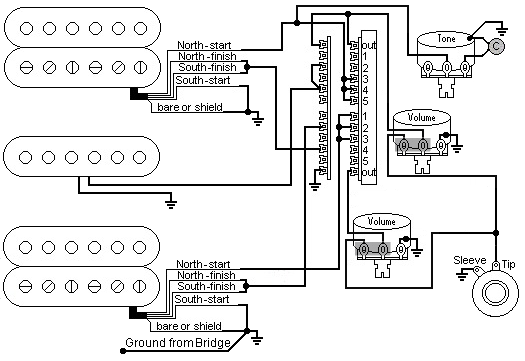 North-start
North-finish
South-finish
South-start
bare or shield
out
1
2
3
4
5
1
2
3
4
5
out
Tone
C
Volume
Volume
North-start
North-finish
South-finish
South-start
bare or shield
Ground from Bridge
Sleeve
Tip